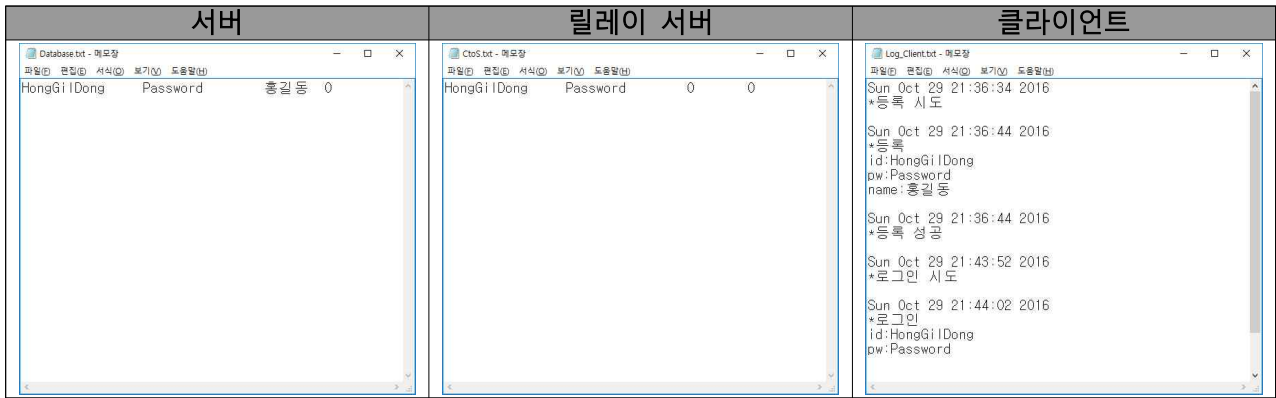 서버
릴레이 서버
클라이언트
Database.txt - 메모장
파일(F) 편집(E) 서식(O) 보기(V) 도움말(H)
HongGilDong Password 홍길동 0
CtoS.txt - 메모장
파일(F) 편집(E) 서식(O) 보기(V) 도움말(H)
HongGilDong Password 0 0
Log_Client.txt - 메모장
파일(F) 편집(E) 서식(O) 보기(V) 도움말(H)
Sun Oct 29 21:36:34 2016
*등록 시도
Sun Oct 29 21:36:44 2016
*등록
id:HongGilDong
pw:Password
name:홍길동
Sun Oct 29 21:36:44 2016
*등록 성공
Sun Oct 29 21:43:52 2016
*로그인 시도
Sun Oct 29 21:44:02 2016
*로그인
id:HongGilDong
pw:Password